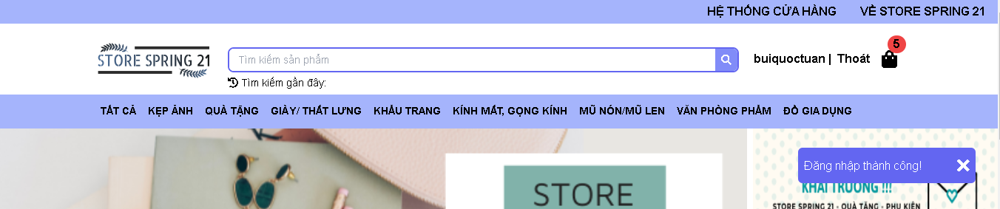 HỆ THỐNG CỬA HÀNG VỀ STORE SPRING 21
STORE SPRING 21
Tìm kiếm sản phẩm
buiquoctuan | Thoát
5
Tìm kiếm gần đây:
TẤT CẢ KẸP ẢNH QUÀ TẶNG GIÀY/ THẮT LƯNG KHẨU TRANG KÍNH MẮT, GỌNG KÍNH MŨ NÓN/MŨ LEN VĂN PHÒNG PHẨM ĐỒ GIA DỤNG
Đăng nhập thành công!
STORE
KHAI TRƯƠNG !!!
STORE SPRING 21 - QUÀ TẶNG - PHỤ KIỆN